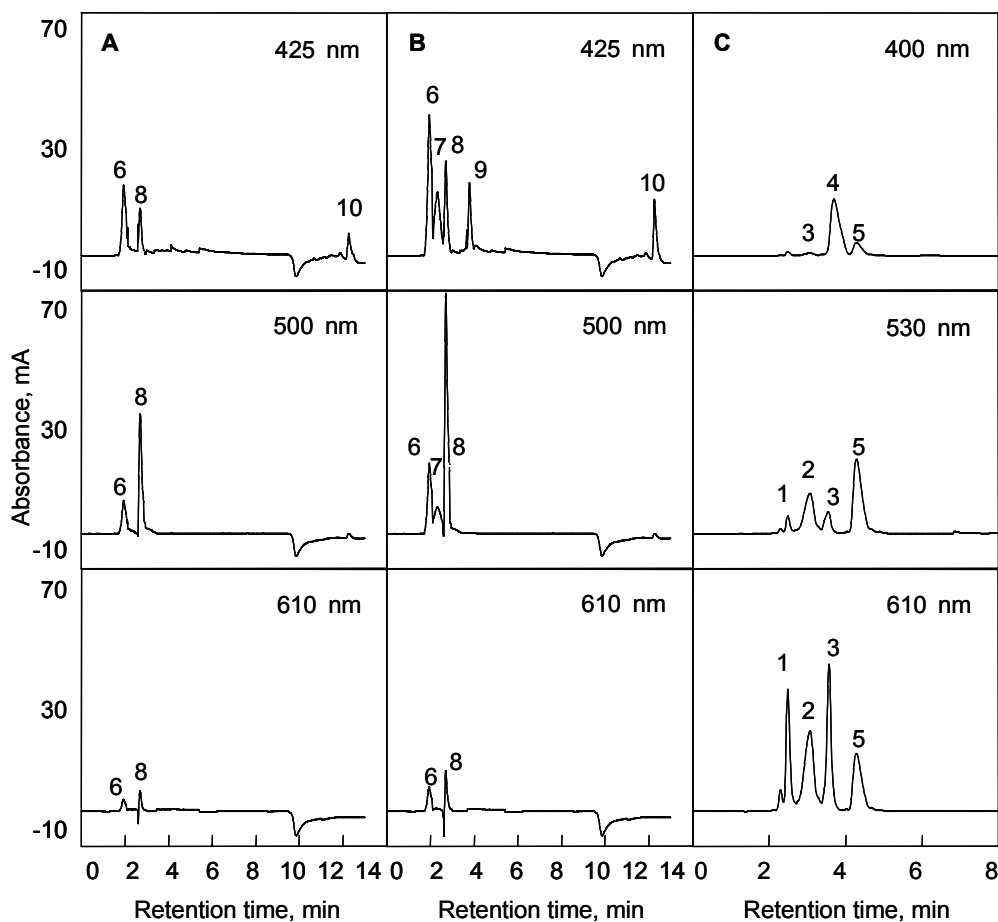 70
A
425 nm
B
425 nm
C
400 nm
6
8
10
6
7
8
9
10
3
4
5
30
-10
70
500 nm
500 nm
530 nm
8
6
6
7
8
1
2
3
5
30
-10
Absorbance, mA
70
610 nm
610 nm
610 nm
6
8
6
8
1
2
3
5
30
-10
0 2 4 6 8 10 12 14
0 2 4 6 8 10 12 14
0 2 4 6 8
Retention time, min
Retention time, min
Retention time, min